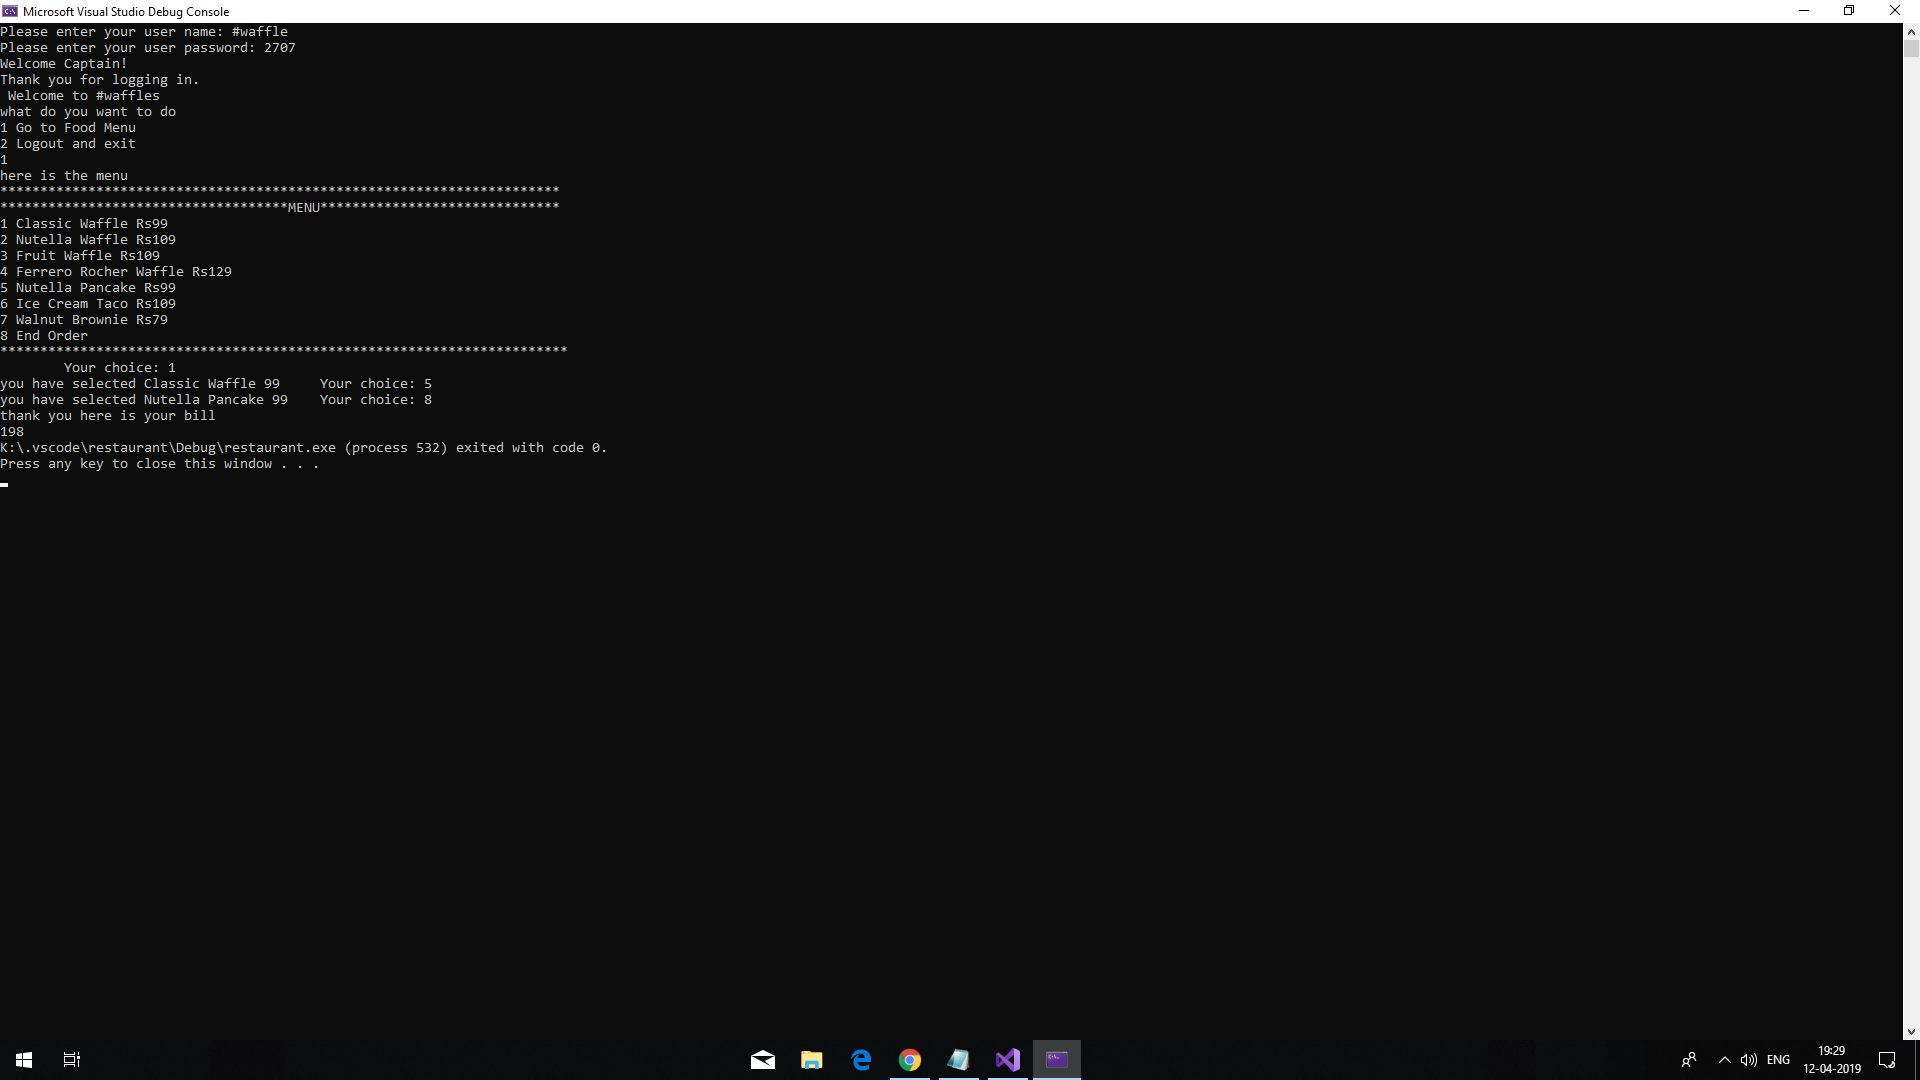 Microsoft Visual Studio Debug Console
Please enter your user name: #waffle
Please enter your user password: 2707
Welcome Captain!
Thank you for logging in.
 Welcome to #waffles
what do you want to do
1 Go to Food Menu
2 Logout and exit
1
here is the menu
**********************************************************************
************************************MENU******************************
1 Classic Waffle Rs99
2 Nutella Waffle Rs109
3 Fruit Waffle Rs109
4 Ferrero Rocher Waffle Rs129
5 Nutella Pancake Rs99
6 Ice Cream Taco Rs109
7 Walnut Brownie Rs79
8 End Order
***********************************************************************
        Your choice: 1
you have selected Classic Waffle 99     Your choice: 5
you have selected Nutella Pancake 99    Your choice: 8
thank you here is your bill
198
K:\.vscode\restaurant\Debug\restaurant.exe (process 532) exited with code 0.
Press any key to close this window . . .
ENG
19:29
12-04-2019